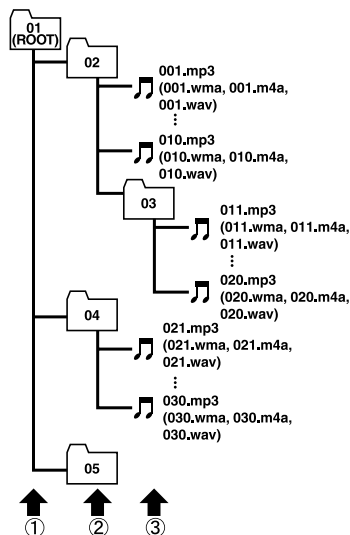 01
(ROOT)
02
001.mp3
(001.wma, 001.m4a,
001.wav)
010.mp3
(010.wma, 010.m4a,
010.wav)
03
011.mp3
(011.wma, 011.m4a,
011.wav)
020.mp3
(020.wma, 020.m4a,
020.wav)
04
021.mp3
(021.wma, 021.m4a,
021.wav)
030.mp3
(030.wma, 030.m4a,
030.wav)
05
① ② ③